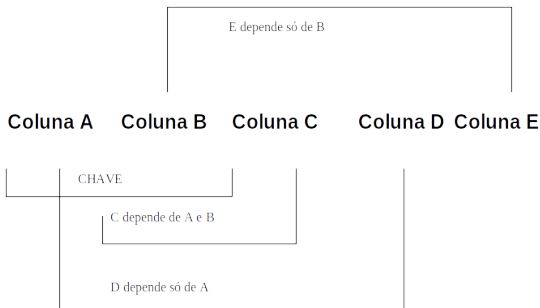 E depende só de B
Coluna A Coluna B Coluna C Coluna D Coluna E
CHAVE
C depende de A e B
D depende só de A